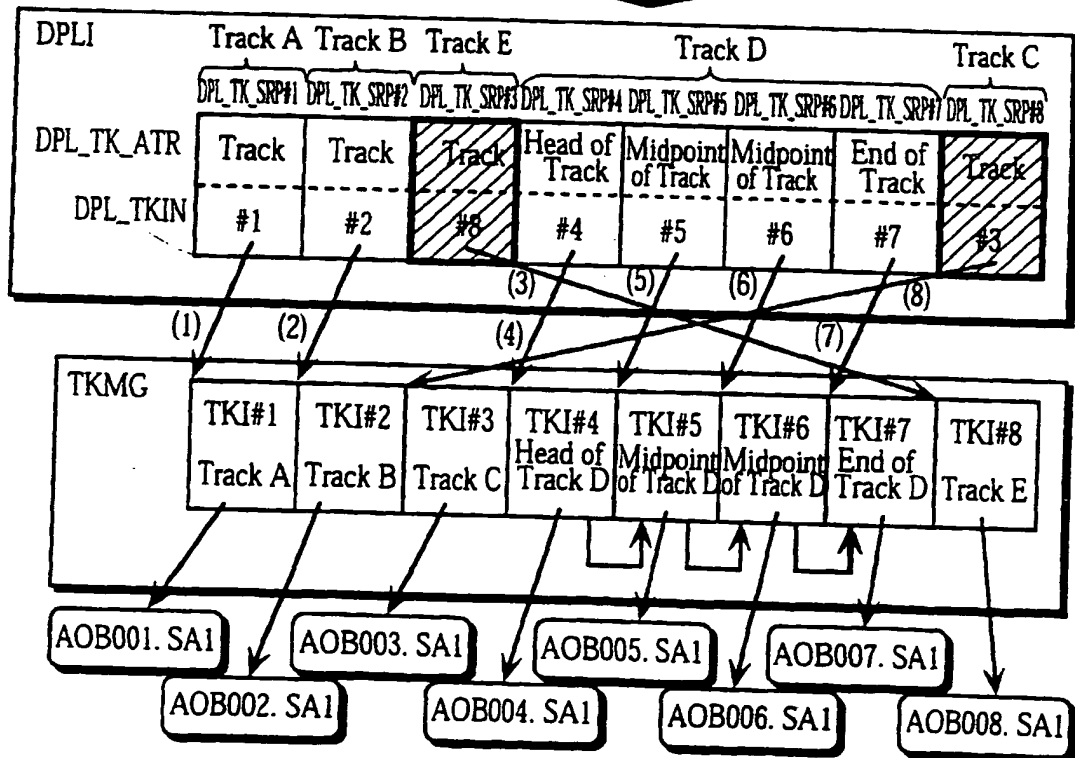 DPLI
Track A Track B Track E Track D Track C
DPL_TK_SRP#1 DPL_TK_SRP#2 DPL_TK_SRP#3 DPL_TK_SRP#4 DPL_TK_SRP#5 DPL_TK_SRP#6 DPL_TK_SRP#7 DPL_TK_SRP#8
DPL_TK_ATR
Track Track Track Head of Track Midpoint of Track Midpoint of Track End of Track Track
DPL_TKIN
#1 #2 #8 #4 #5 #6 #7 #3
(3) (5) (6) (8)
(1) (2) (4) (7)
TKMG
TKI#1 TKI#2 TKI#3 TKI#4 TKI#5 TKI#6 TKI#7 TKI#8
Track A Track B Track C Head of Track D Midpoint of Track D Midpoint of Track D End of Track D Track E
AOB001. SA1 AOB003. SA1 AOB005. SA1 AOB007. SA1
AOB002. SA1 AOB004. SA1 AOB006. SA1 AOB008. SA1